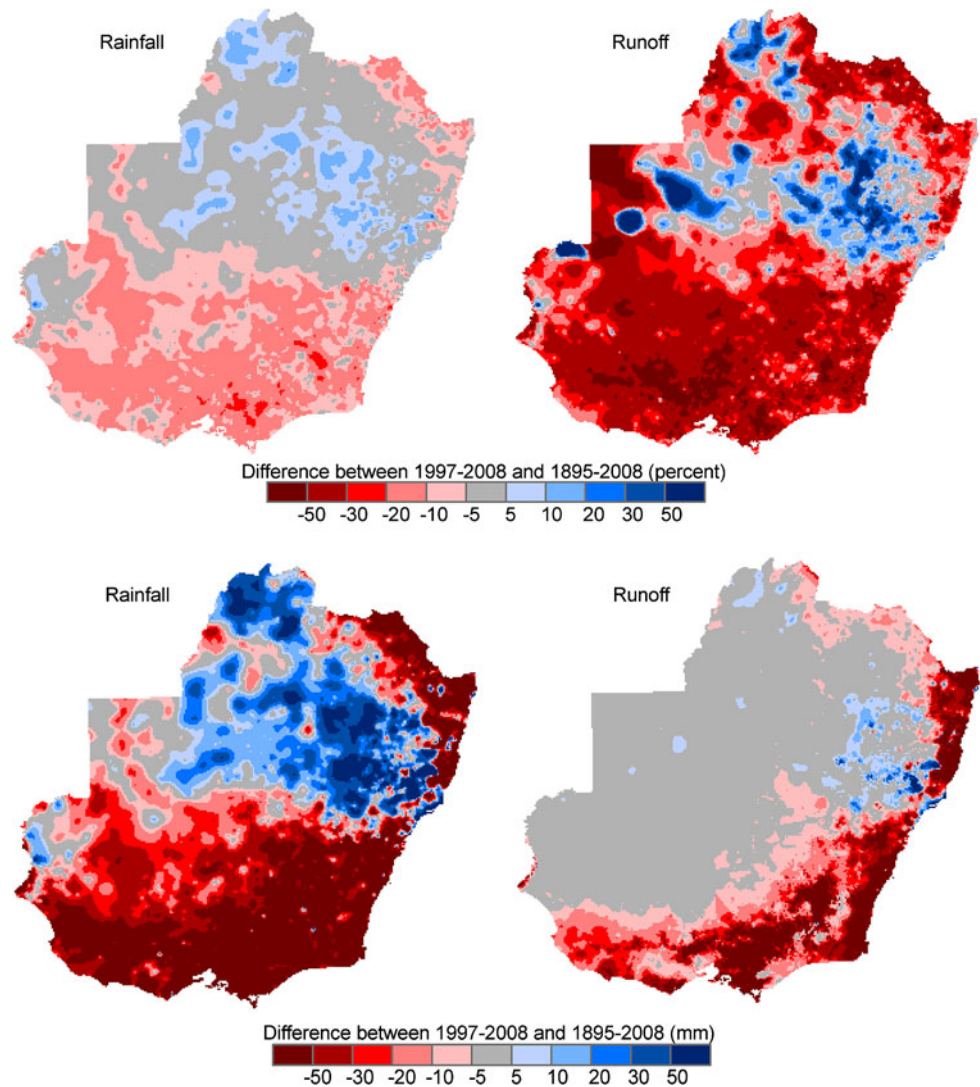 Rainfall
Runoff
Difference between 1997-2008 and 1895-2008 (percent)
-50 -30 -20 -10 -5 5 10 20 30 50
Rainfall
Runoff
Difference between 1997-2008 and 1895-2008 (mm)
-50 -30 -20 -10 -5 5 10 20 30 50